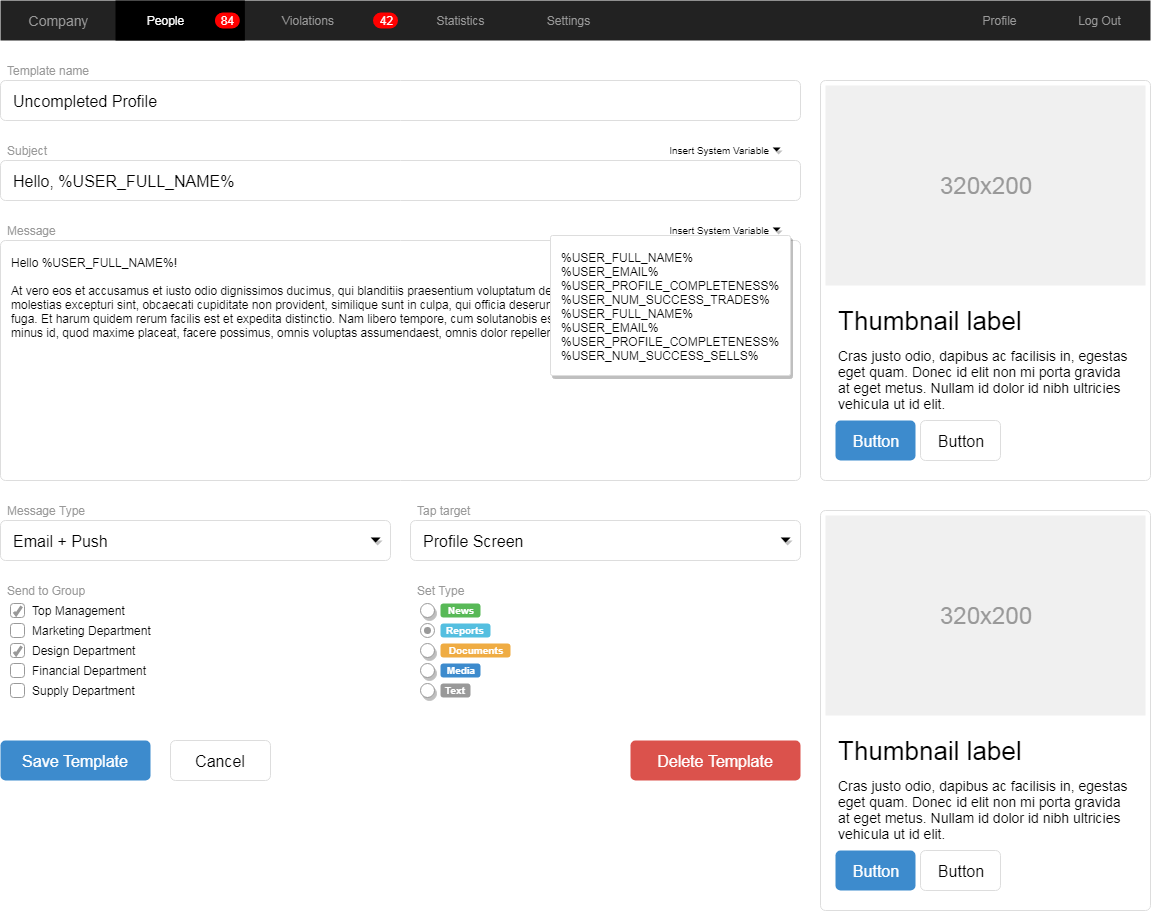 Company People 84 Violations 42 Statistics Settings Profile Log Out
Template name
Uncompleted Profile
Subject
Insert System Variable
Hello, %USER_FULL_NAME%
Message
Insert System Variable
Hello %USER_FULL_NAME%!
At vero eos et accusamus et iusto odio dignissimos ducimus, qui blanditiis praesentium voluptatum de
molestias excepturi sint, obcaecati cupiditate non provident, similique sunt in culpa, qui officia deserun
fuga. Et harum quidem rerum facilis est et expedita distinctio. Nam libero tempore, cum solutanobis es
minus id, quod maxime placeat, facere possimus, omnis voluptas assumendaest, omnis dolor repeller
%USER_FULL_NAME%
%USER_EMAIL%
%USER_PROFILE_COMPLETENESS%
%USER_NUM_SUCCESS_TRADES%
%USER_FULL_NAME%
%USER_EMAIL%
%USER_PROFILE_COMPLETENESS%
%USER_NUM_SUCCESS_SELLS%
Message Type
Email + Push
Tap target
Profile Screen
Send to Group
Top Management
Marketing Department
Design Department
Financial Department
Supply Department
Set Type
News
Reports
Documents
Media
Text
Save Template
Cancel
Delete Template
320x200
Thumbnail label
Cras justo odio, dapibus ac facilisis in, egestas
eget quam. Donec id elit non mi porta gravida
at eget metus. Nullam id dolor id nibh ultricies
vehicula ut id elit.
Button
Button
320x200
Thumbnail label
Cras justo odio, dapibus ac facilisis in, egestas
eget quam. Donec id elit non mi porta gravida
at eget metus. Nullam id dolor id nibh ultricies
vehicula ut id elit.
Button
Button